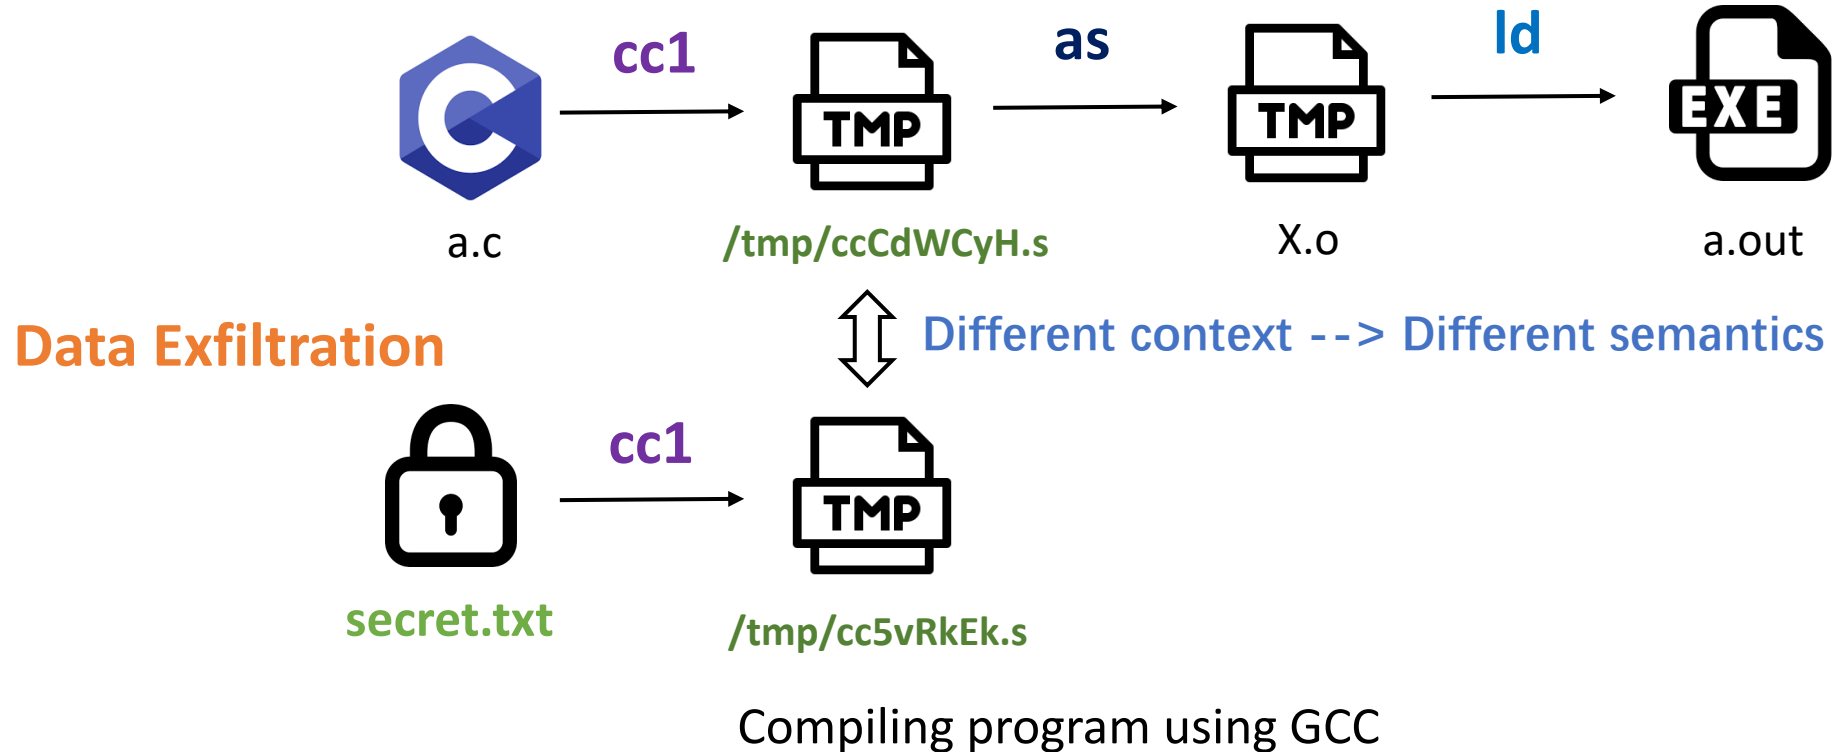 cc1
as
ld
TMP
TMP
EXE
a.c
/tmp/ccCdWCyH.s
X.o
a.out
Data Exfiltration
Different context --> Different semantics
cc1
TMP
secret.txt
/tmp/cc5vRkEk.s
Compiling program using GCC